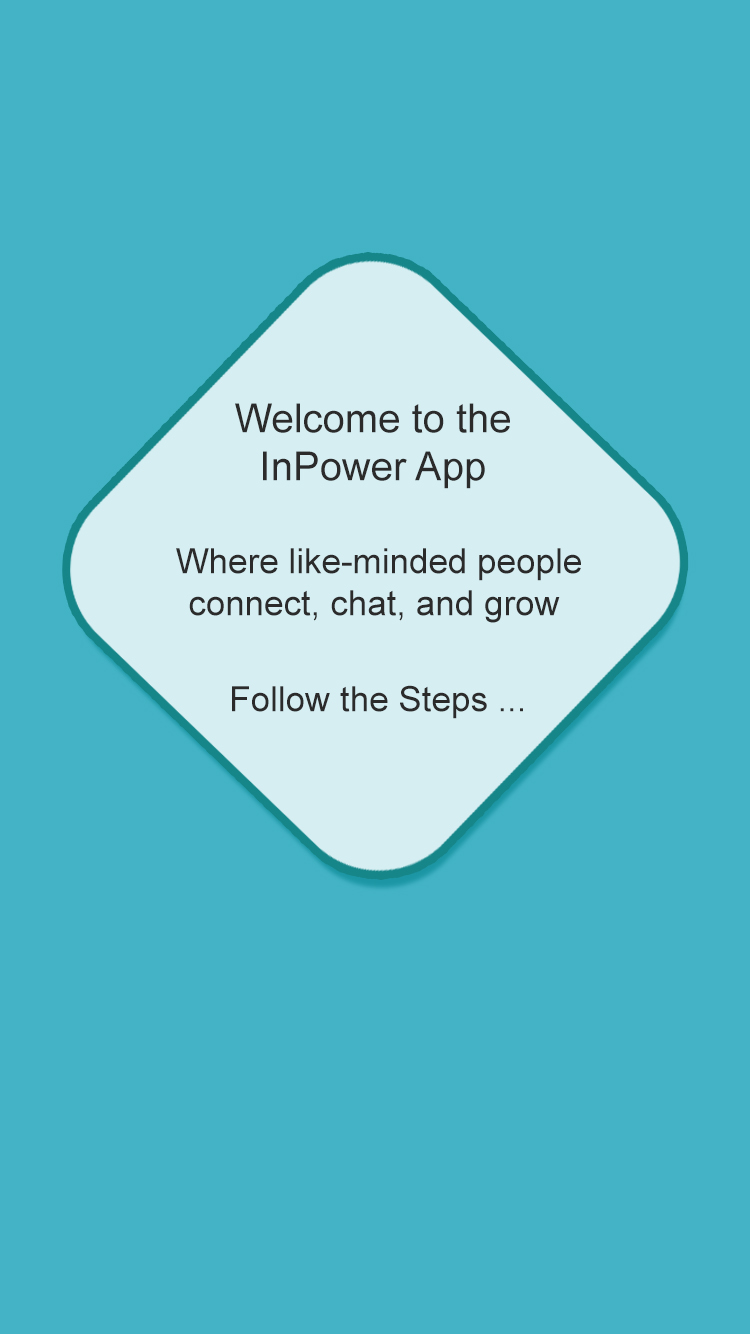 Welcome to the
InPower App
Where like-minded people
connect, chat, and grow
Follow the Steps ...